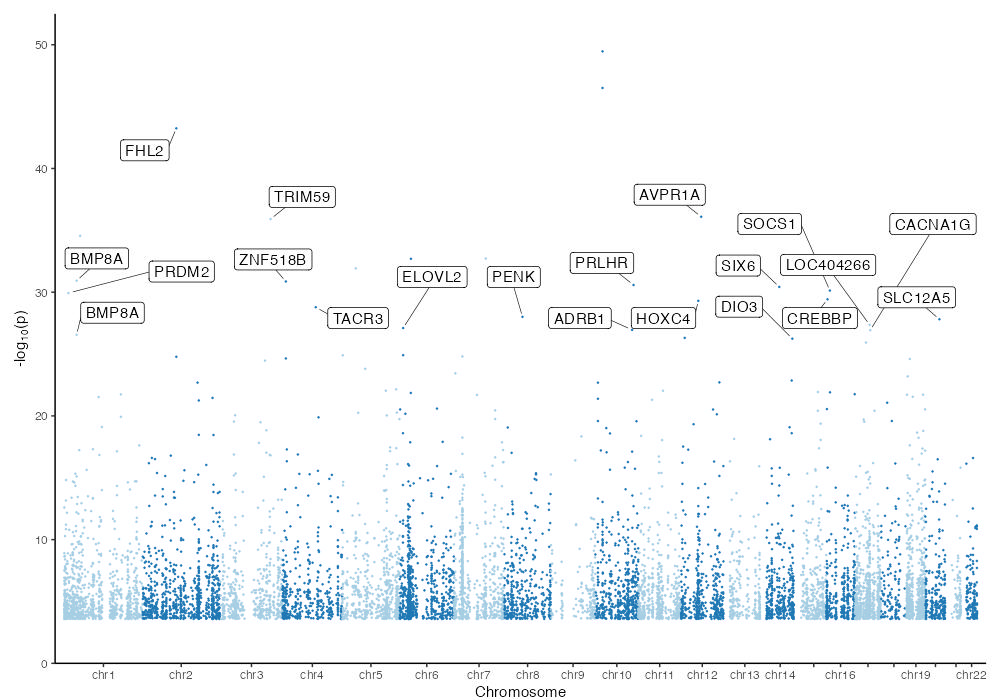 50
40
30
20
10
0
-log10(p)
FHL2
TRIM59
AVPR1A
SOCS1
CACNA1G
BMP8A
PRDM2
ZNF518B
ELOVL2
PENK
PRLHR
SIX6
LOC404266
SLC12A5
BMP8A
TACR3
ADRB1
HOXC4
DIO3
CREBBP
chr1
chr2
chr3
chr4
chr5
chr6
chr7
chr8
chr9
chr10
chr11
chr12
chr13
chr14
chr16
chr19
chr22
Chromosome